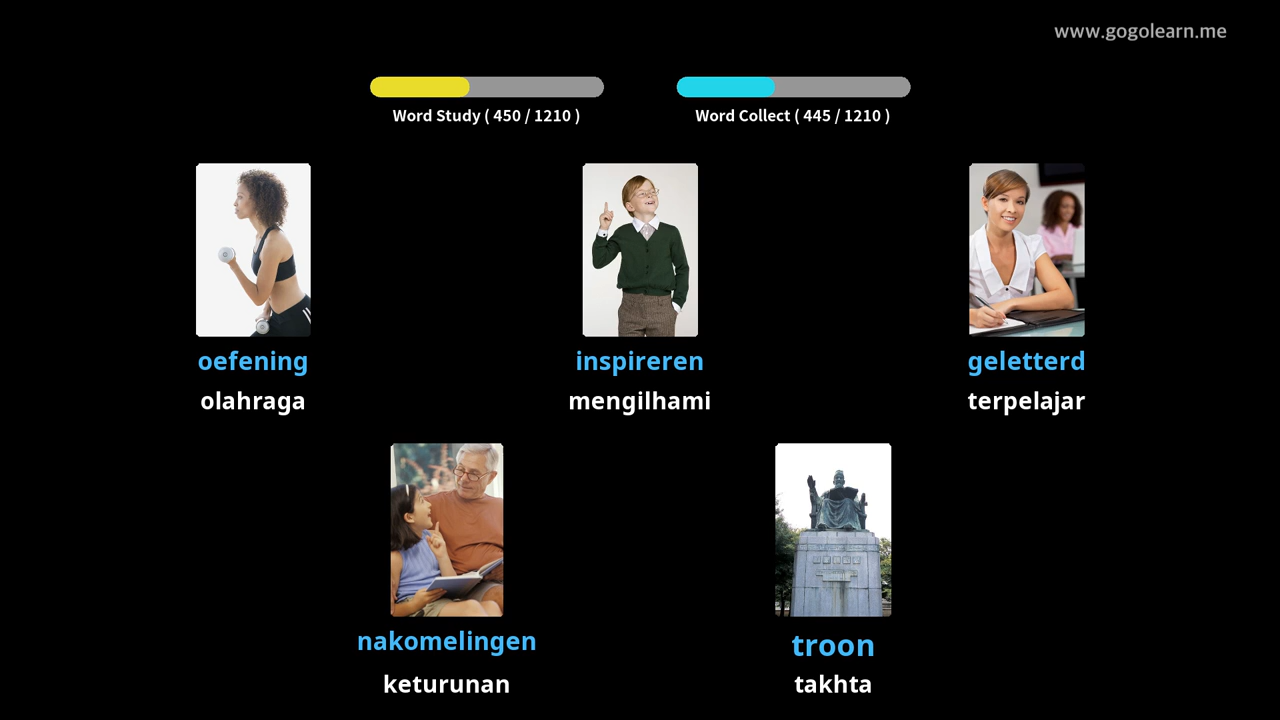 www.gogolearn.me
Word Study ( 450 / 1210 )
Word Collect ( 445 / 1210 )
oefening
olahraga
inspireren
mengilhami
geletterd
terpelajar
nakomelingen
keturunan
troon
takhta